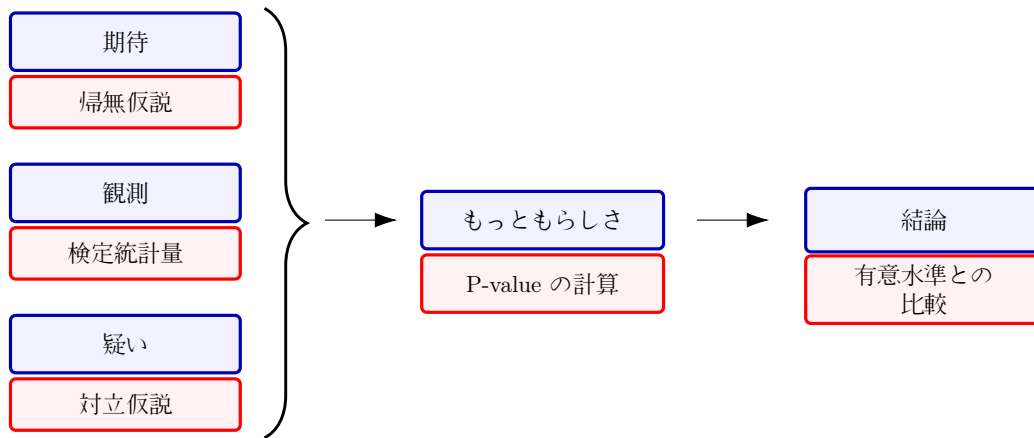 期待
帰無仮説
観測
検定統計量
疑い
対立仮説
もっともらしさ
P-value の計算
結論
有意水準との
比較